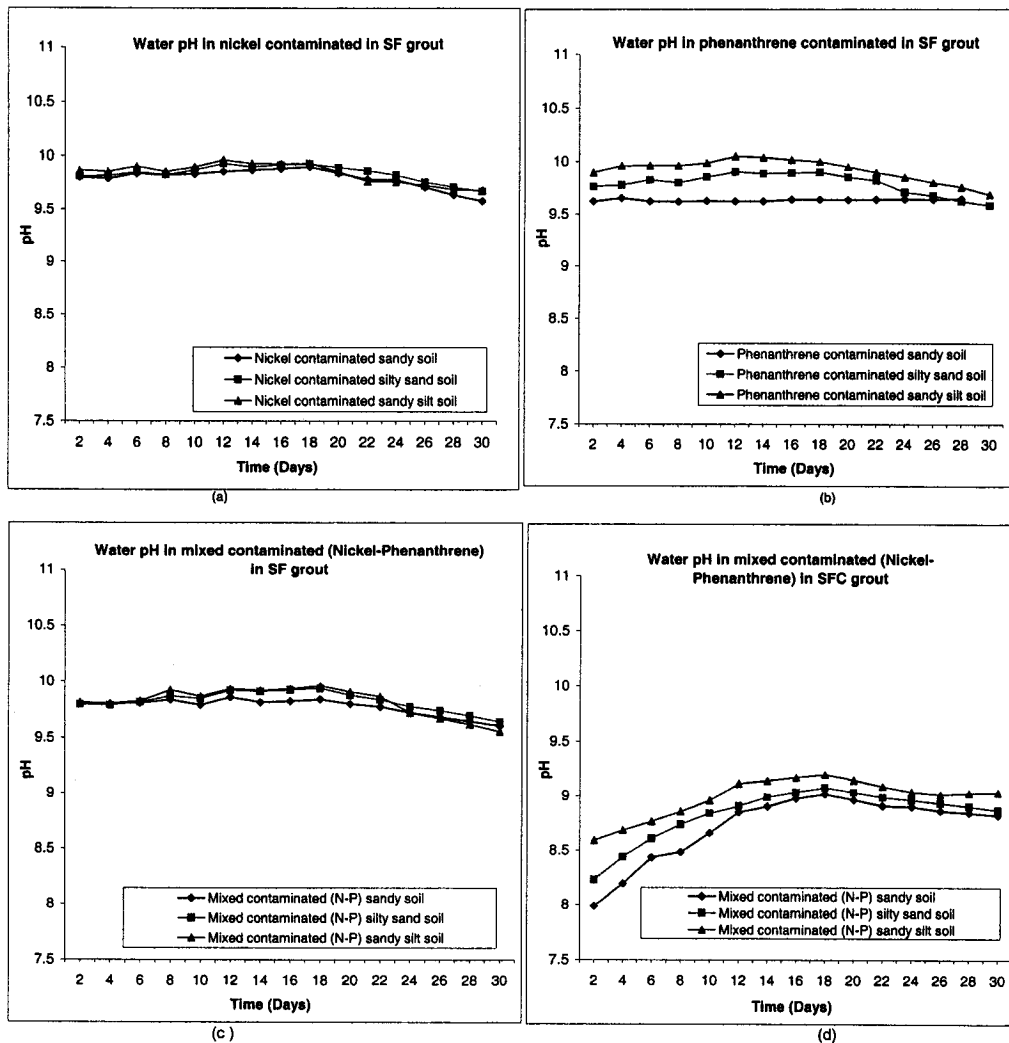 Water pH in nickel contaminated in SF grout
11
10.5
10
9.5
9
8.5
8
7.5
pH
Nickel contaminated sandy soil
Nickel contaminated silty sand soil
Nickel contaminated sandy silt soil
2 4 6 8 10 12 14 16 18 20 22 24 26 28 30
Time (Days)
(a)
Water pH in phenanthrene contaminated in SF grout
11
10.5
10
9.5
9
8.5
8
7.5
pH
Phenanthrene contaminated sandy soil
Phenanthrene contaminated silty sand soil
Phenanthrene contaminated sandy silt soil
2 4 6 8 10 12 14 16 18 20 22 24 26 28 30
Time (Days)
(b)
Water pH in mixed contaminated (Nickel-Phenanthrene)
in SF grout
11
10.5
10
9.5
9
8.5
8
7.5
pH
Mixed contaminated (N-P) sandy soil
Mixed contaminated (N-P) silty sand soil
Mixed contaminated (N-P) sandy silt soil
2 4 6 8 10 12 14 16 18 20 22 24 26 28 30
Time (Days)
(c )
Water pH in mixed contaminated (Nickel-
Phenanthrene) in SFC grout
11
10.5
10
9.5
9
8.5
8
7.5
pH
Mixed contaminated (N-P) sandy soil
Mixed contaminated (N-P) silty sand soil
Mixed contaminated (N-P) sandy silt soil
2 4 6 8 10 12 14 16 18 20 22 24 26 28 30
Time (Days)
(d)